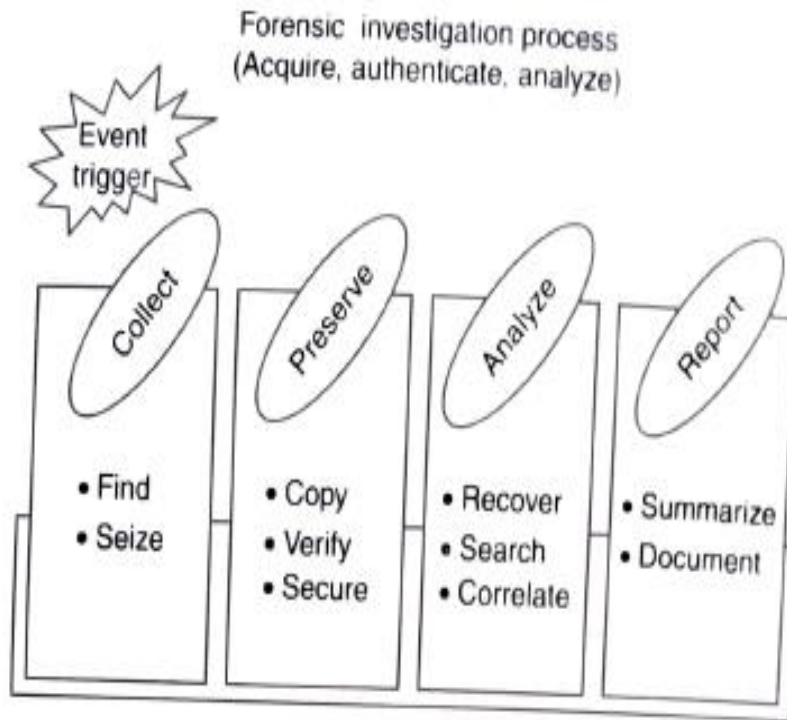 Forensic investigation process
(Acquire, authenticate, analyze)
Event
trigger
Collect
• Find
• Seize
Preserve
• Copy
• Verify
• Secure
Analyze
• Recover
• Search
• Correlate
Report
• Summarize
• Document